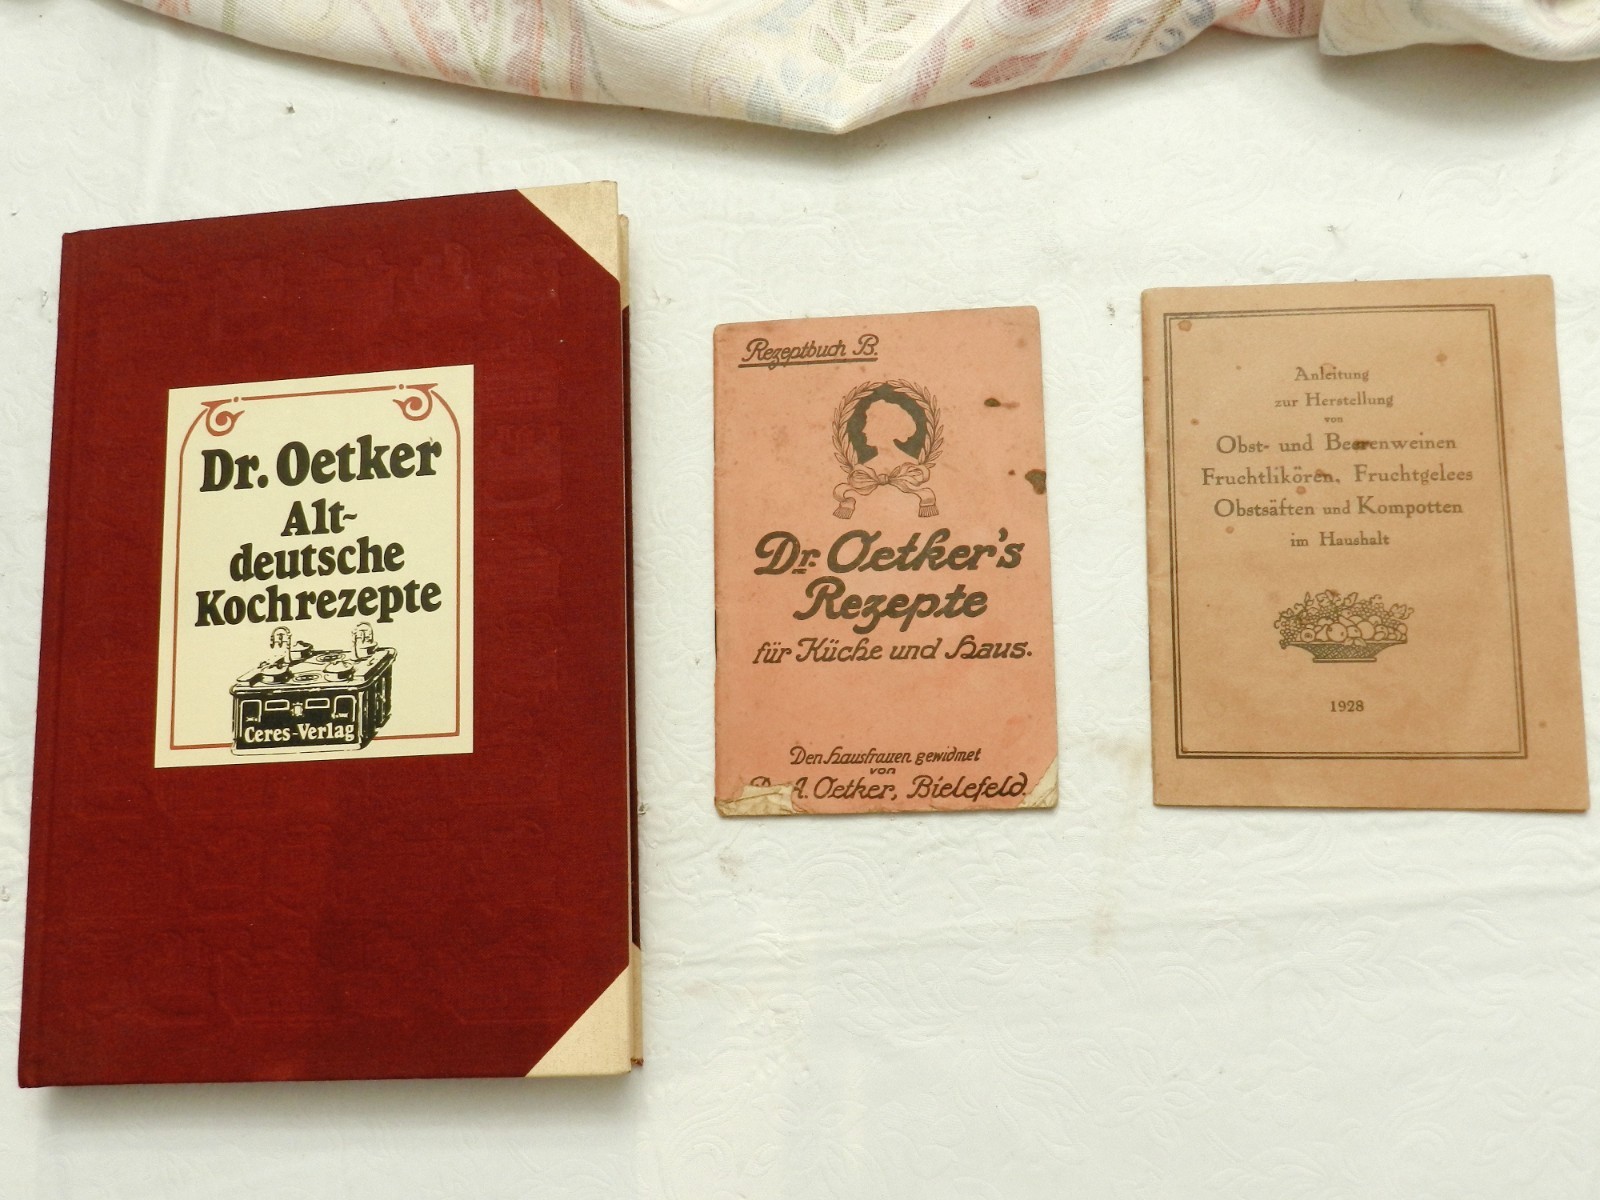 Dr. Oetker
Alt-
deutsche
Kochrezepte
Ceres-Verlag
Rezeptbuch B.
Dr. Oetker's
Rezepte
für Küche und Haus.
Den Hausfrauen gewidmet
von
A. Oetker, Bielefeld.
Anleitung
zur Herstellung
von
Obst- und Beerenweinen
Fruchtlikören, Fruchtgelees
Obstsäften und Kompotten
im Haushalt
1928